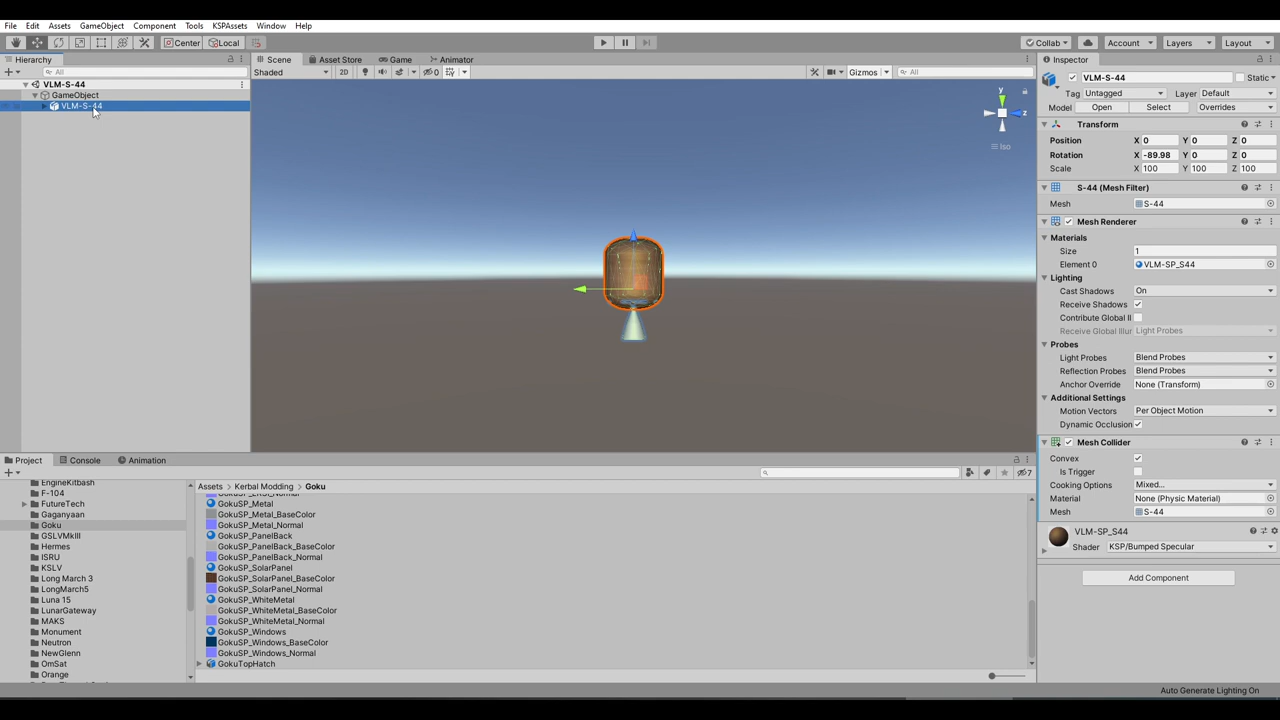 File Edit Assets GameObject Component Tools KSPAssets Window Help
Center Local Collab Account Layers Layout
Hierarchy Scene Asset Store Game Animator Inspector
All Shaded 2D 0 Gizmos All VLM-S-44 Static
VLM-S-44 Tag Untagged Layer Default
GameObject
VLM-S-44 Model Open Select Overrides
y
z
Iso
Transform
Position X 0 Y 0 Z 0
Rotation X -89.98 Y 0 Z 0
Scale X 100 Y 100 Z 100
S-44 (Mesh Filter)
Mesh S-44
Mesh Renderer
Materials
Size 1
Element 0 VLM-SP_S44
Lighting
Cast Shadows On
Receive Shadows
Contribute Global Il
Receive Global Illur Light Probes
Probes
Light Probes Blend Probes
Reflection Probes Blend Probes
Anchor Override None (Transform)
Additional Settings
Motion Vectors Per Object Motion
Dynamic Occlusion
Mesh Collider
Convex
Is Trigger
Cooking Options Mixed...
Material None (Physic Material)
Mesh S-44
VLM-SP_S44
Shader KSP/Bumped Specular
Add Component
Project Console Animation
7
Assets Kerbal Modding Goku
EngineKitbash
F-104
FutureTech
Gaganyaan
Goku
GSLVMkIII
Hermes
ISRU
KSLV
Long March 3
LongMarch5
Luna 15
LunarGateway
MAKS
Monument
Neutron
NewGlenn
OmSat
Orange
GokuSP_Metal
GokuSP_Metal_BaseColor
GokuSP_Metal_Normal
GokuSP_PanelBack
GokuSP_PanelBack_BaseColor
GokuSP_PanelBack_Normal
GokuSP_SolarPanel
GokuSP_SolarPanel_BaseColor
GokuSP_SolarPanel_Normal
GokuSP_WhiteMetal
GokuSP_WhiteMetal_BaseColor
GokuSP_WhiteMetal_Normal
GokuSP_Windows
GokuSP_Windows_BaseColor
GokuSP_Windows_Normal
GokuTopHatch
Auto Generate Lighting On